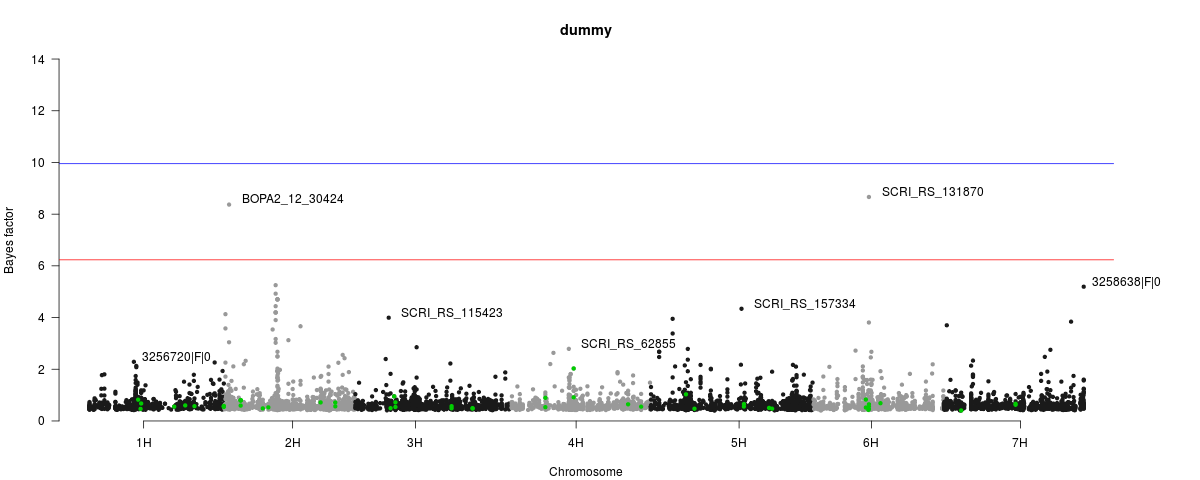 dummy
14
12
10
8
6
4
2
0
Bayes factor
BOPA2_12_30424
SCRI_RS_131870
3258638|F|0
SCRI_RS_157334
SCRI_RS_115423
SCRI_RS_62855
3256720|F|0
1H 2H 3H 4H 5H 6H 7H
Chromosome